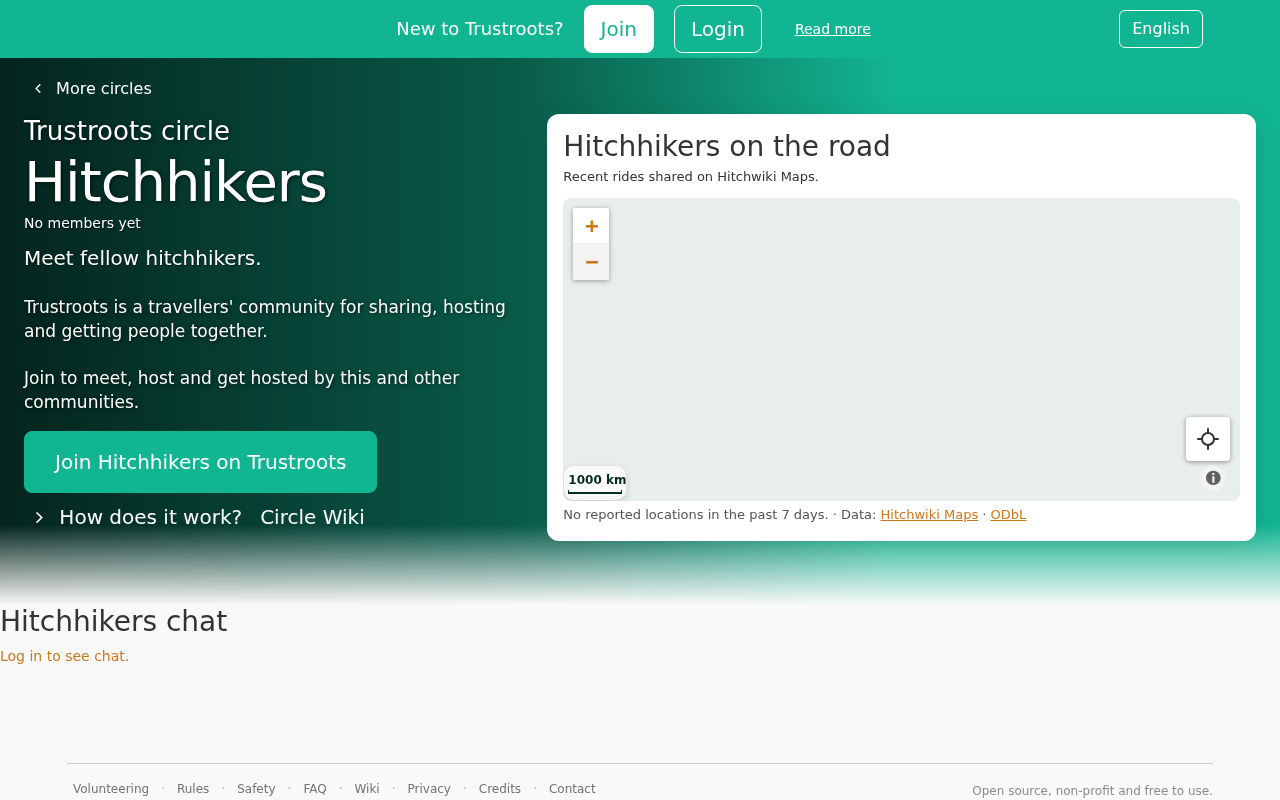 New to Trustroots? Join Login Read more English
More circles
Trustroots circle
Hitchhikers
No members yet
Meet fellow hitchhikers.
Trustroots is a travellers' community for sharing, hosting
and getting people together.
Join to meet, host and get hosted by this and other
communities.
Join Hitchhikers on Trustroots
How does it work? Circle Wiki
Hitchhikers on the road
Recent rides shared on Hitchwiki Maps.
+
−
1000 km
No reported locations in the past 7 days. · Data: Hitchwiki Maps · ODbL
Hitchhikers chat
Log in to see chat.
Volunteering · Rules · Safety · FAQ · Wiki · Privacy · Credits · Contact
Open source, non-profit and free to use.